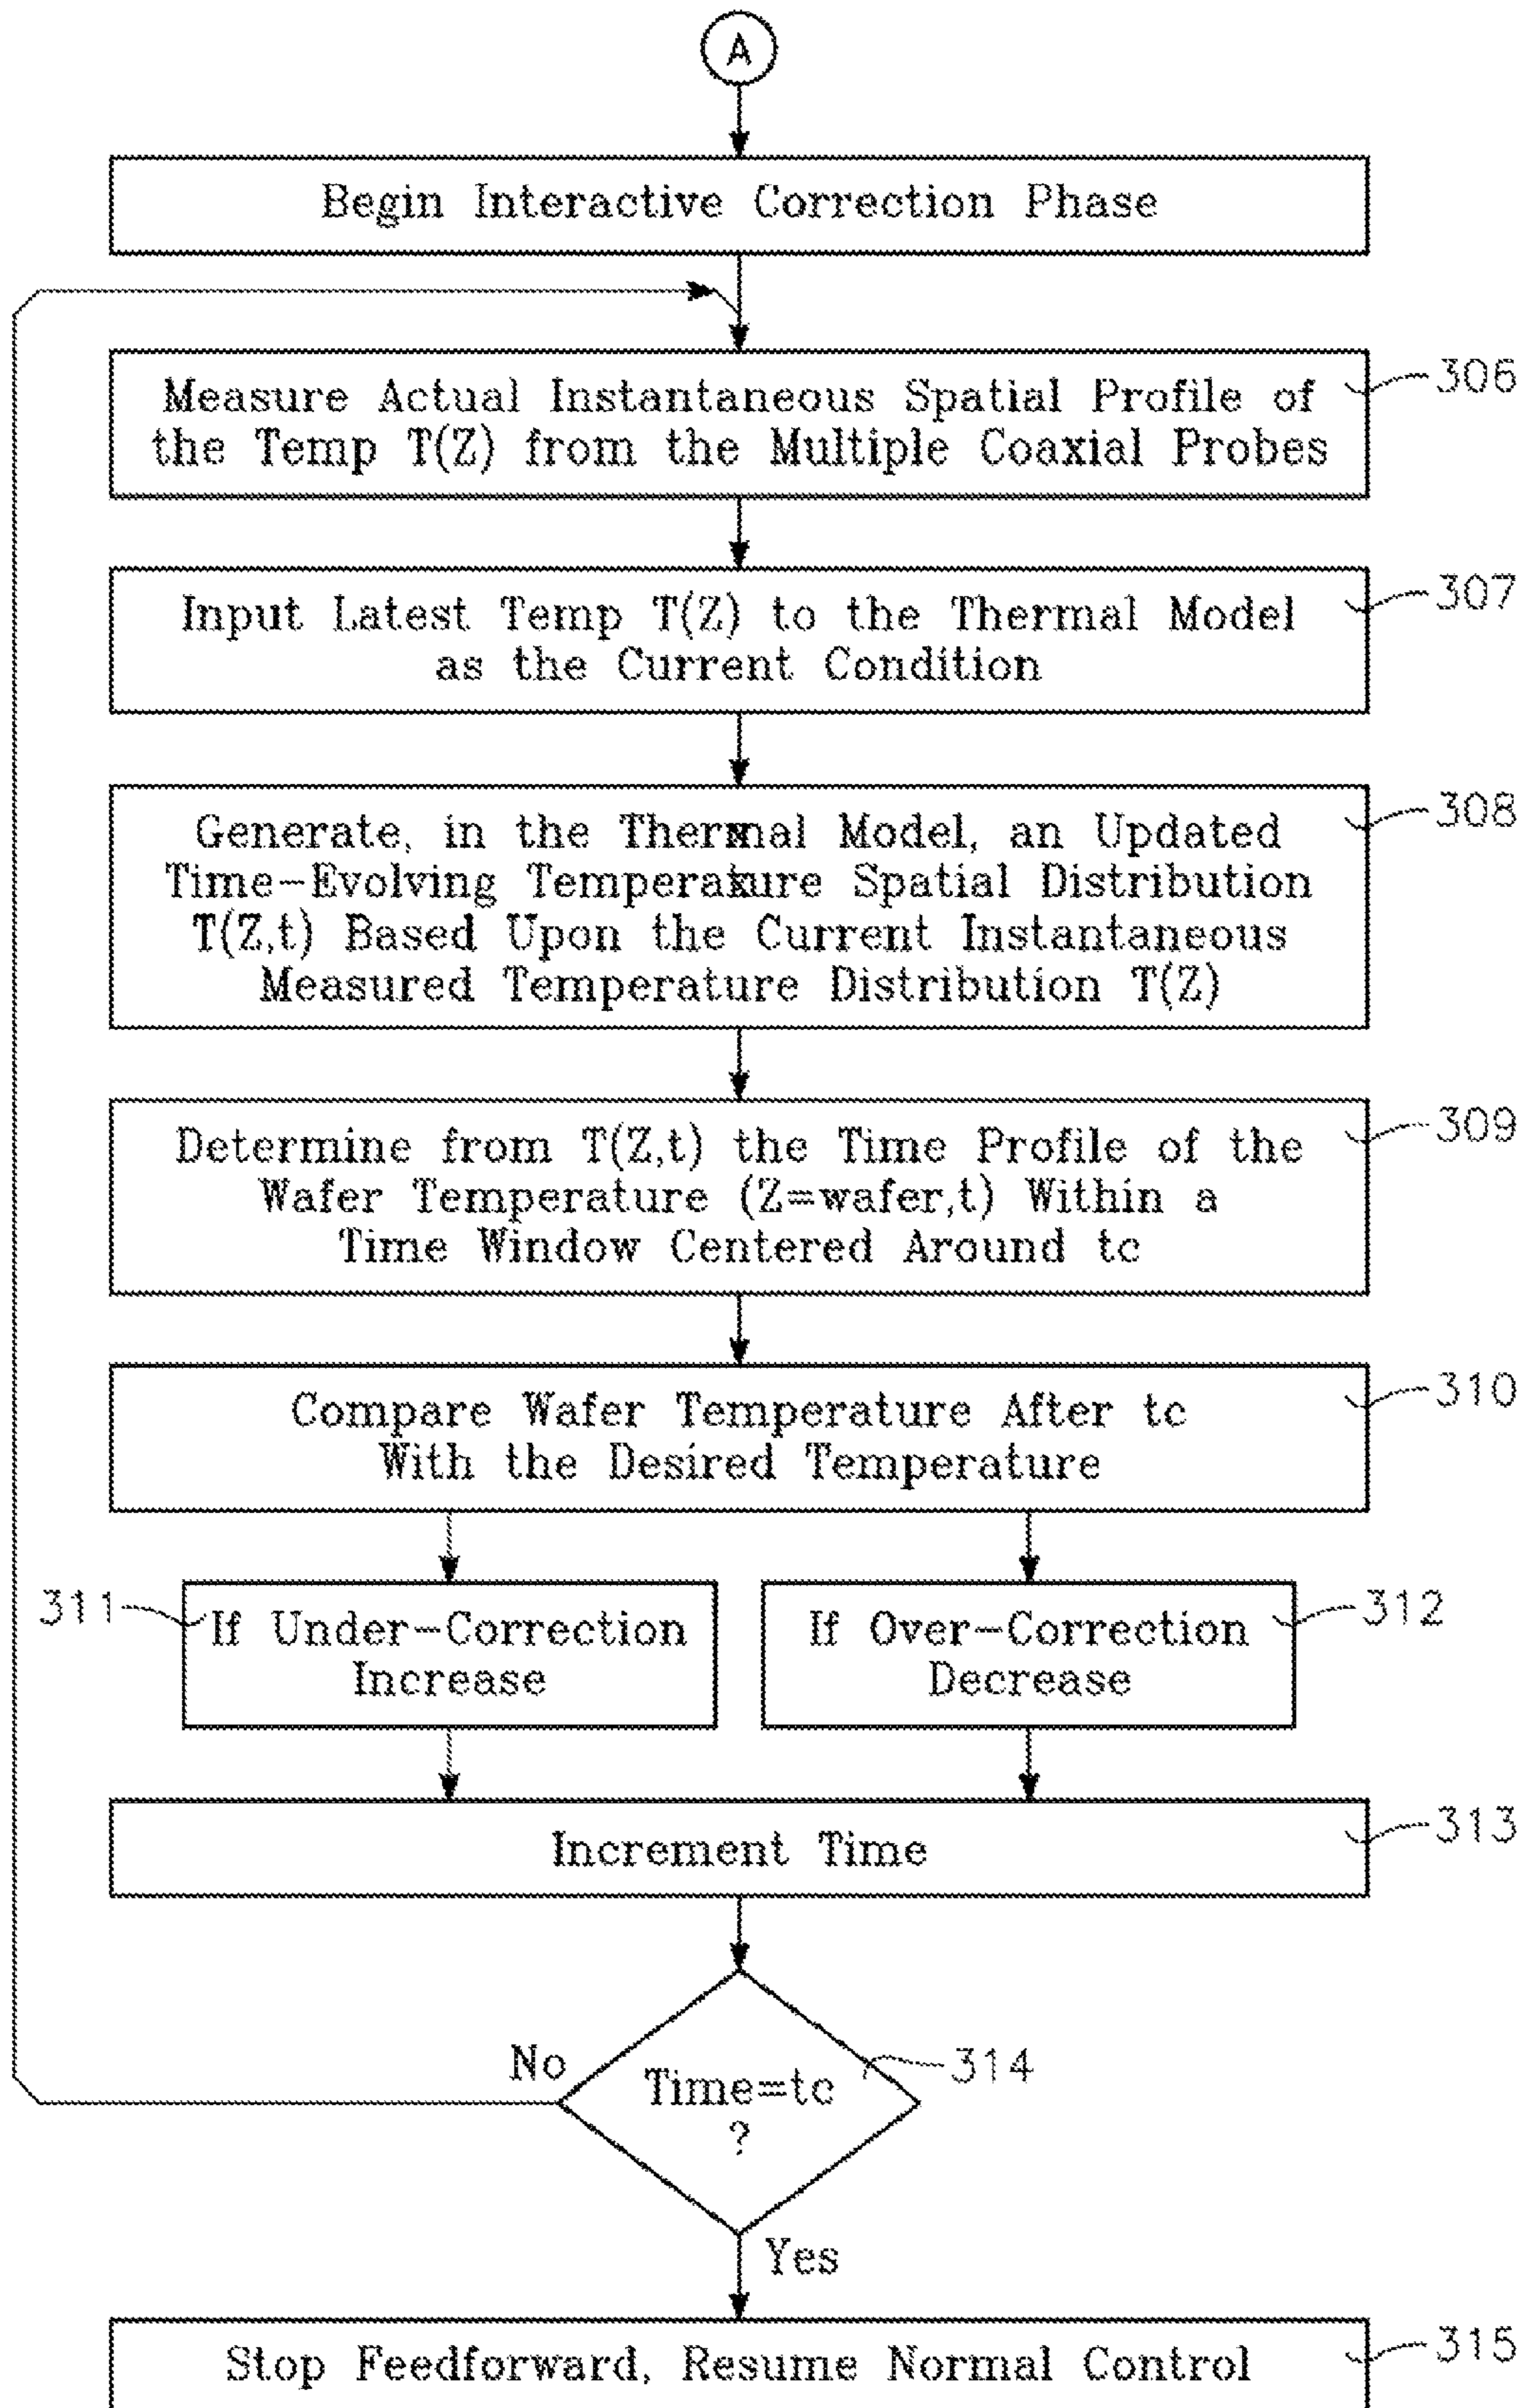 A
Begin Interactive Correction Phase
Measure Actual Instantaneous Spatial Profile of
the Temp T(Z) from the Multiple Coaxial Probes
306
Input Latest Temp T(Z) to the Thermal Model
as the Current Condition
307
Generate, in the Thermal Model, an Updated
Time-Evolving Temperature Spatial Distribution
T(Z,t) Based Upon the Current Instantaneous
Measured Temperature Distribution T(Z)
308
Determine from T(Z,t) the Time Profile of the
Wafer Temperature (Z=wafer,t) Within a
Time Window Centered Around tc
309
Compare Wafer Temperature After tc
With the Desired Temperature
310
311
If Under-Correction
Increase
If Over-Correction
Decrease
312
Increment Time
313
No
Time=tc
?
314
Yes
Stop Feedforward, Resume Normal Control
315